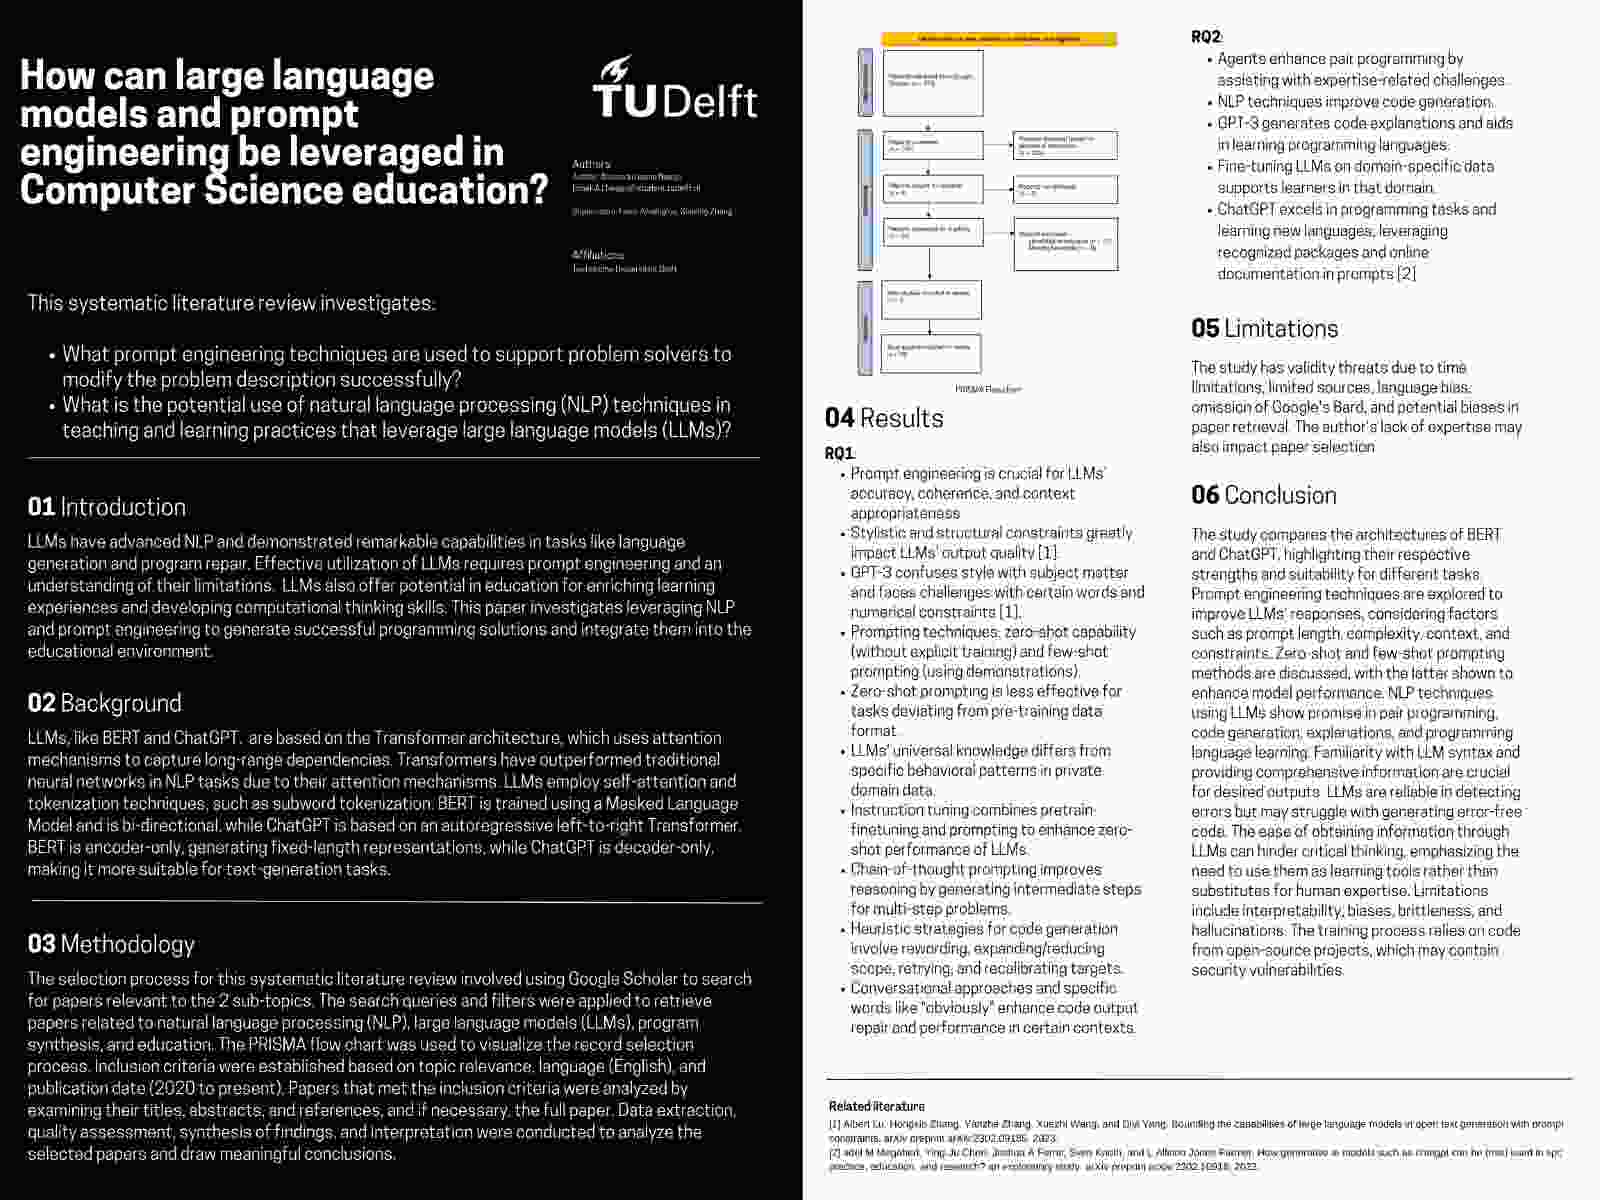 How can large language
models and prompt
engineering be leveraged in
Computer Science education?
TU Delft
Authors
Affiliations
Technische Universiteit Delft
This systematic literature review investigates:
• What prompt engineering techniques are used to support problem solvers to
modify the problem description successfully?
• What is the potential use of natural language processing (NLP) techniques in
teaching and learning practices that leverage large language models (LLMs)?
01 Introduction
LLMs have advanced NLP and demonstrated remarkable capabilities in tasks like language
generation and program repair. Effective utilization of LLMs requires prompt engineering and an
understanding of their limitations. LLMs also offer potential in education for enriching learning
experiences and developing computational thinking skills. This paper investigates leveraging NLP
and prompt engineering to generate successful programming solutions and integrate them into the
educational environment.
02 Background
LLMs, like BERT and ChatGPT, are based on the Transformer architecture, which uses attention
mechanisms to capture long-range dependencies. Transformers have outperformed traditional
neural networks in NLP tasks due to their attention mechanisms. LLMs employ self-attention and
tokenization techniques, such as subword tokenization. BERT is trained using a Masked Language
Model and is bi-directional, while ChatGPT is based on an autoregressive left-to-right Transformer.
BERT is encoder-only, generating fixed-length representations, while ChatGPT is decoder-only,
making it more suitable for text-generation tasks.
03 Methodology
The selection process for this systematic literature review involved using Google Scholar to search
for papers relevant to the 2 sub-topics. The search queries and filters were applied to retrieve
papers related to natural language processing (NLP), large language models (LLMs), program
synthesis, and education. The PRISMA flow chart was used to visualize the record selection
process. Inclusion criteria were established based on topic relevance, language (English), and
publication date (2020 to present). Papers that met the inclusion criteria were analyzed by
examining their titles, abstracts, and references, and if necessary, the full paper. Data extraction,
quality assessment, synthesis of findings, and interpretation were conducted to analyze the
selected papers and draw meaningful conclusions.
PRISMA Flowchart
04 Results
RQ1:
• Prompt engineering is crucial for LLMs'
accuracy, coherence, and context
appropriateness
• Stylistic and structural constraints greatly
impact LLMs' output quality [1].
• GPT-3 confuses style with subject matter
and faces challenges with certain words and
numerical constraints [1].
• Prompting techniques: zero-shot capability
(without explicit training) and few-shot
prompting (using demonstrations).
• Zero-shot prompting is less effective for
tasks deviating from pre-training data
format.
• LLMs' universal knowledge differs from
specific behavioral patterns in private
domain data.
• Instruction tuning combines pretrain-
finetuning and prompting to enhance zero-
shot performance of LLMs.
• Chain-of-thought prompting improves
reasoning by generating intermediate steps
for multi-step problems.
• Heuristic strategies for code generation
involve rewording, expanding/reducing
scope, retrying, and recalibrating targets.
• Conversational approaches and specific
words like "obviously" enhance code output
repair and performance in certain contexts.
RQ2:
• Agents enhance pair programming by
assisting with expertise-related challenges.
• NLP techniques improve code generation.
• GPT-3 generates code explanations and aids
in learning programming languages.
• Fine-tuning LLMs on domain-specific data
supports learners in that domain.
• ChatGPT excels in programming tasks and
learning new languages, leveraging
recognized packages and online
documentation in prompts [2]
05 Limitations
The study has validity threats due to time
limitations, limited sources, language bias,
omission of Google's Bard, and potential biases in
paper retrieval. The author's lack of expertise may
also impact paper selection
06 Conclusion
The study compares the architectures of BERT
and ChatGPT, highlighting their respective
strengths and suitability for different tasks.
Prompt engineering techniques are explored to
improve LLMs' responses, considering factors
such as prompt length, complexity, context, and
constraints. Zero-shot and few-shot prompting
methods are discussed, with the latter shown to
enhance model performance. NLP techniques
using LLMs show promise in pair programming,
code generation, explanations, and programming
language learning. Familiarity with LLM syntax and
providing comprehensive information are crucial
for desired outputs. LLMs are reliable in detecting
errors but may struggle with generating error-free
code. The ease of obtaining information through
LLMs can hinder critical thinking, emphasizing the
need to use them as learning tools rather than
substitutes for human expertise. Limitations
include interpretability, biases, brittleness, and
hallucinations. The training process relies on code
from open-source projects, which may contain
security vulnerabilities.
Related literature
[1] Albert Lu, Hongxin Zhang, Yanzhe Zhang, Xuezhi Wang, and Diyi Yang. Bounding the capabilities of large language models in open text generation with prompt
constraints. arXiv preprint arXiv:2302.09185, 2023.
[2] M Megahed, Ying-Ju Chen, Joshua A Ferris, Sven Knoth, and L Allison Jones-Farmer. How generative ai models such as chatgpt can be (mis) used in spc
practice, education, and research? an exploratory study. arXiv preprint arXiv:2302.10916, 2023.